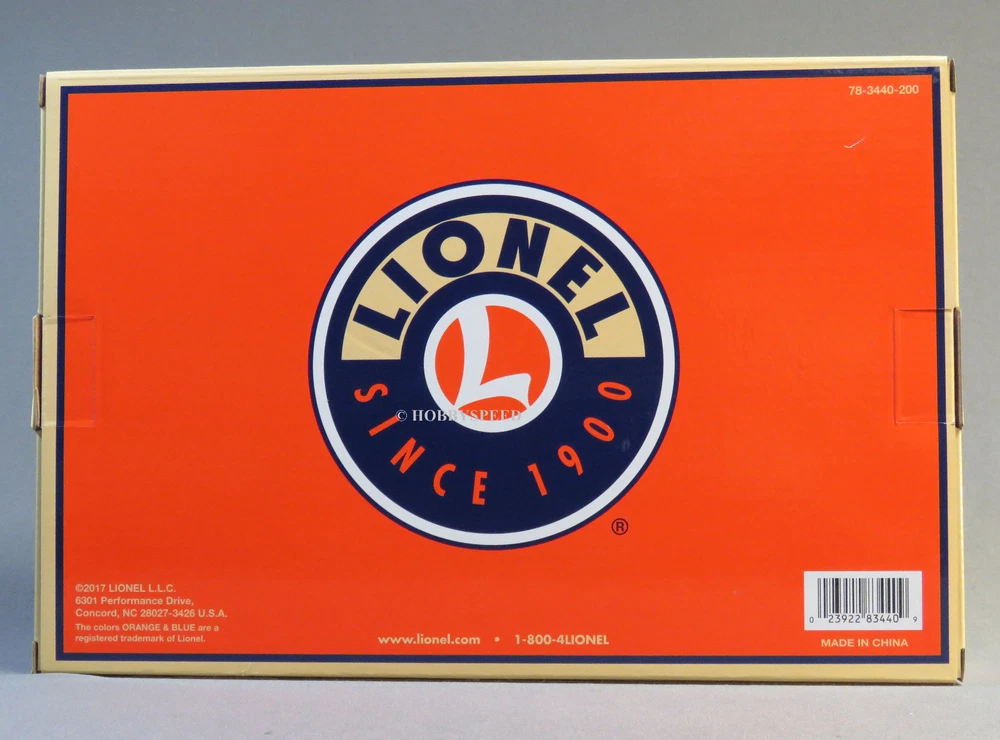 78-3440-200
LIONEL
L
© HOBBYSPEED
SINCE 1900
®
©2017 LIONEL L.L.C.
6301 Performance Drive,
Concord, NC 28027-3426 U.S.A.
The colors ORANGE & BLUE are a
registered trademark of Lionel.
www.lionel.com • 1-800-4LIONEL
0 23922 83440 9
MADE IN CHINA